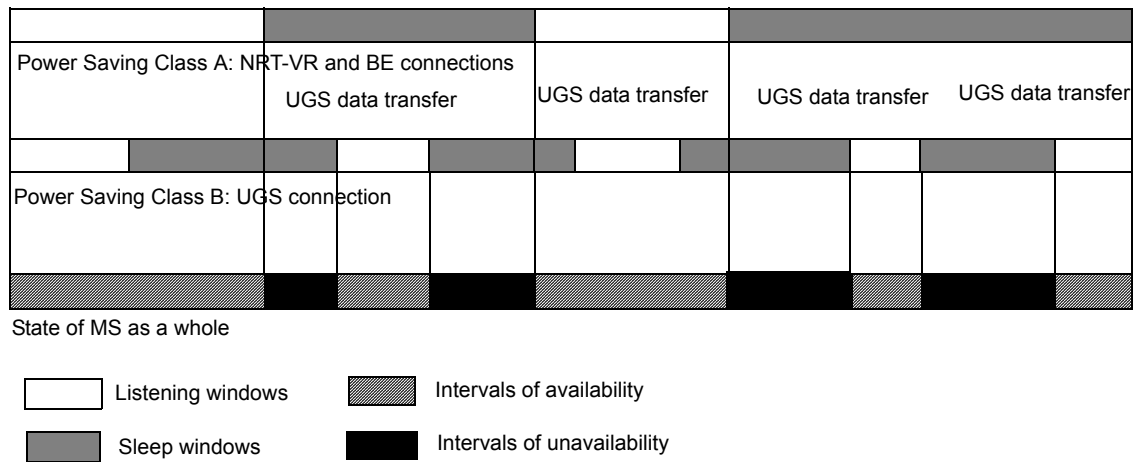 Power Saving Class A: NRT-VR and BE connections
UGS data transfer
UGS data transfer
UGS data transfer
UGS data transfer
Power Saving Class B: UGS connection
State of MS as a whole
Listening windows
Intervals of availability
Sleep windows
Intervals of unavailability